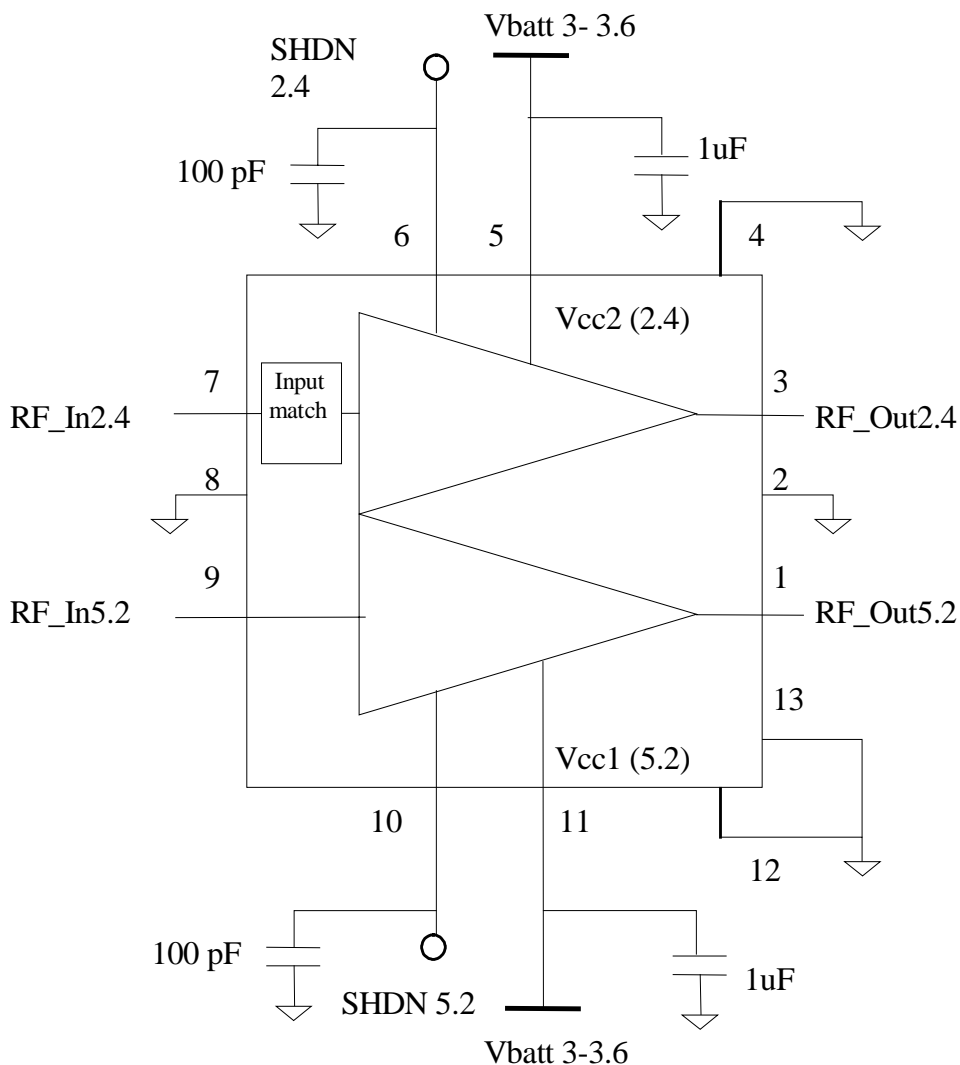 Vbatt 3- 3.6
SHDN
2.4
100 pF
1uF
6
5
4
Vcc2 (2.4)
7
Input
match
3
RF_In2.4
RF_Out2.4
8
2
9
1
RF_In5.2
RF_Out5.2
13
Vcc1 (5.2)
10
11
12
100 pF
1uF
SHDN 5.2
Vbatt 3-3.6